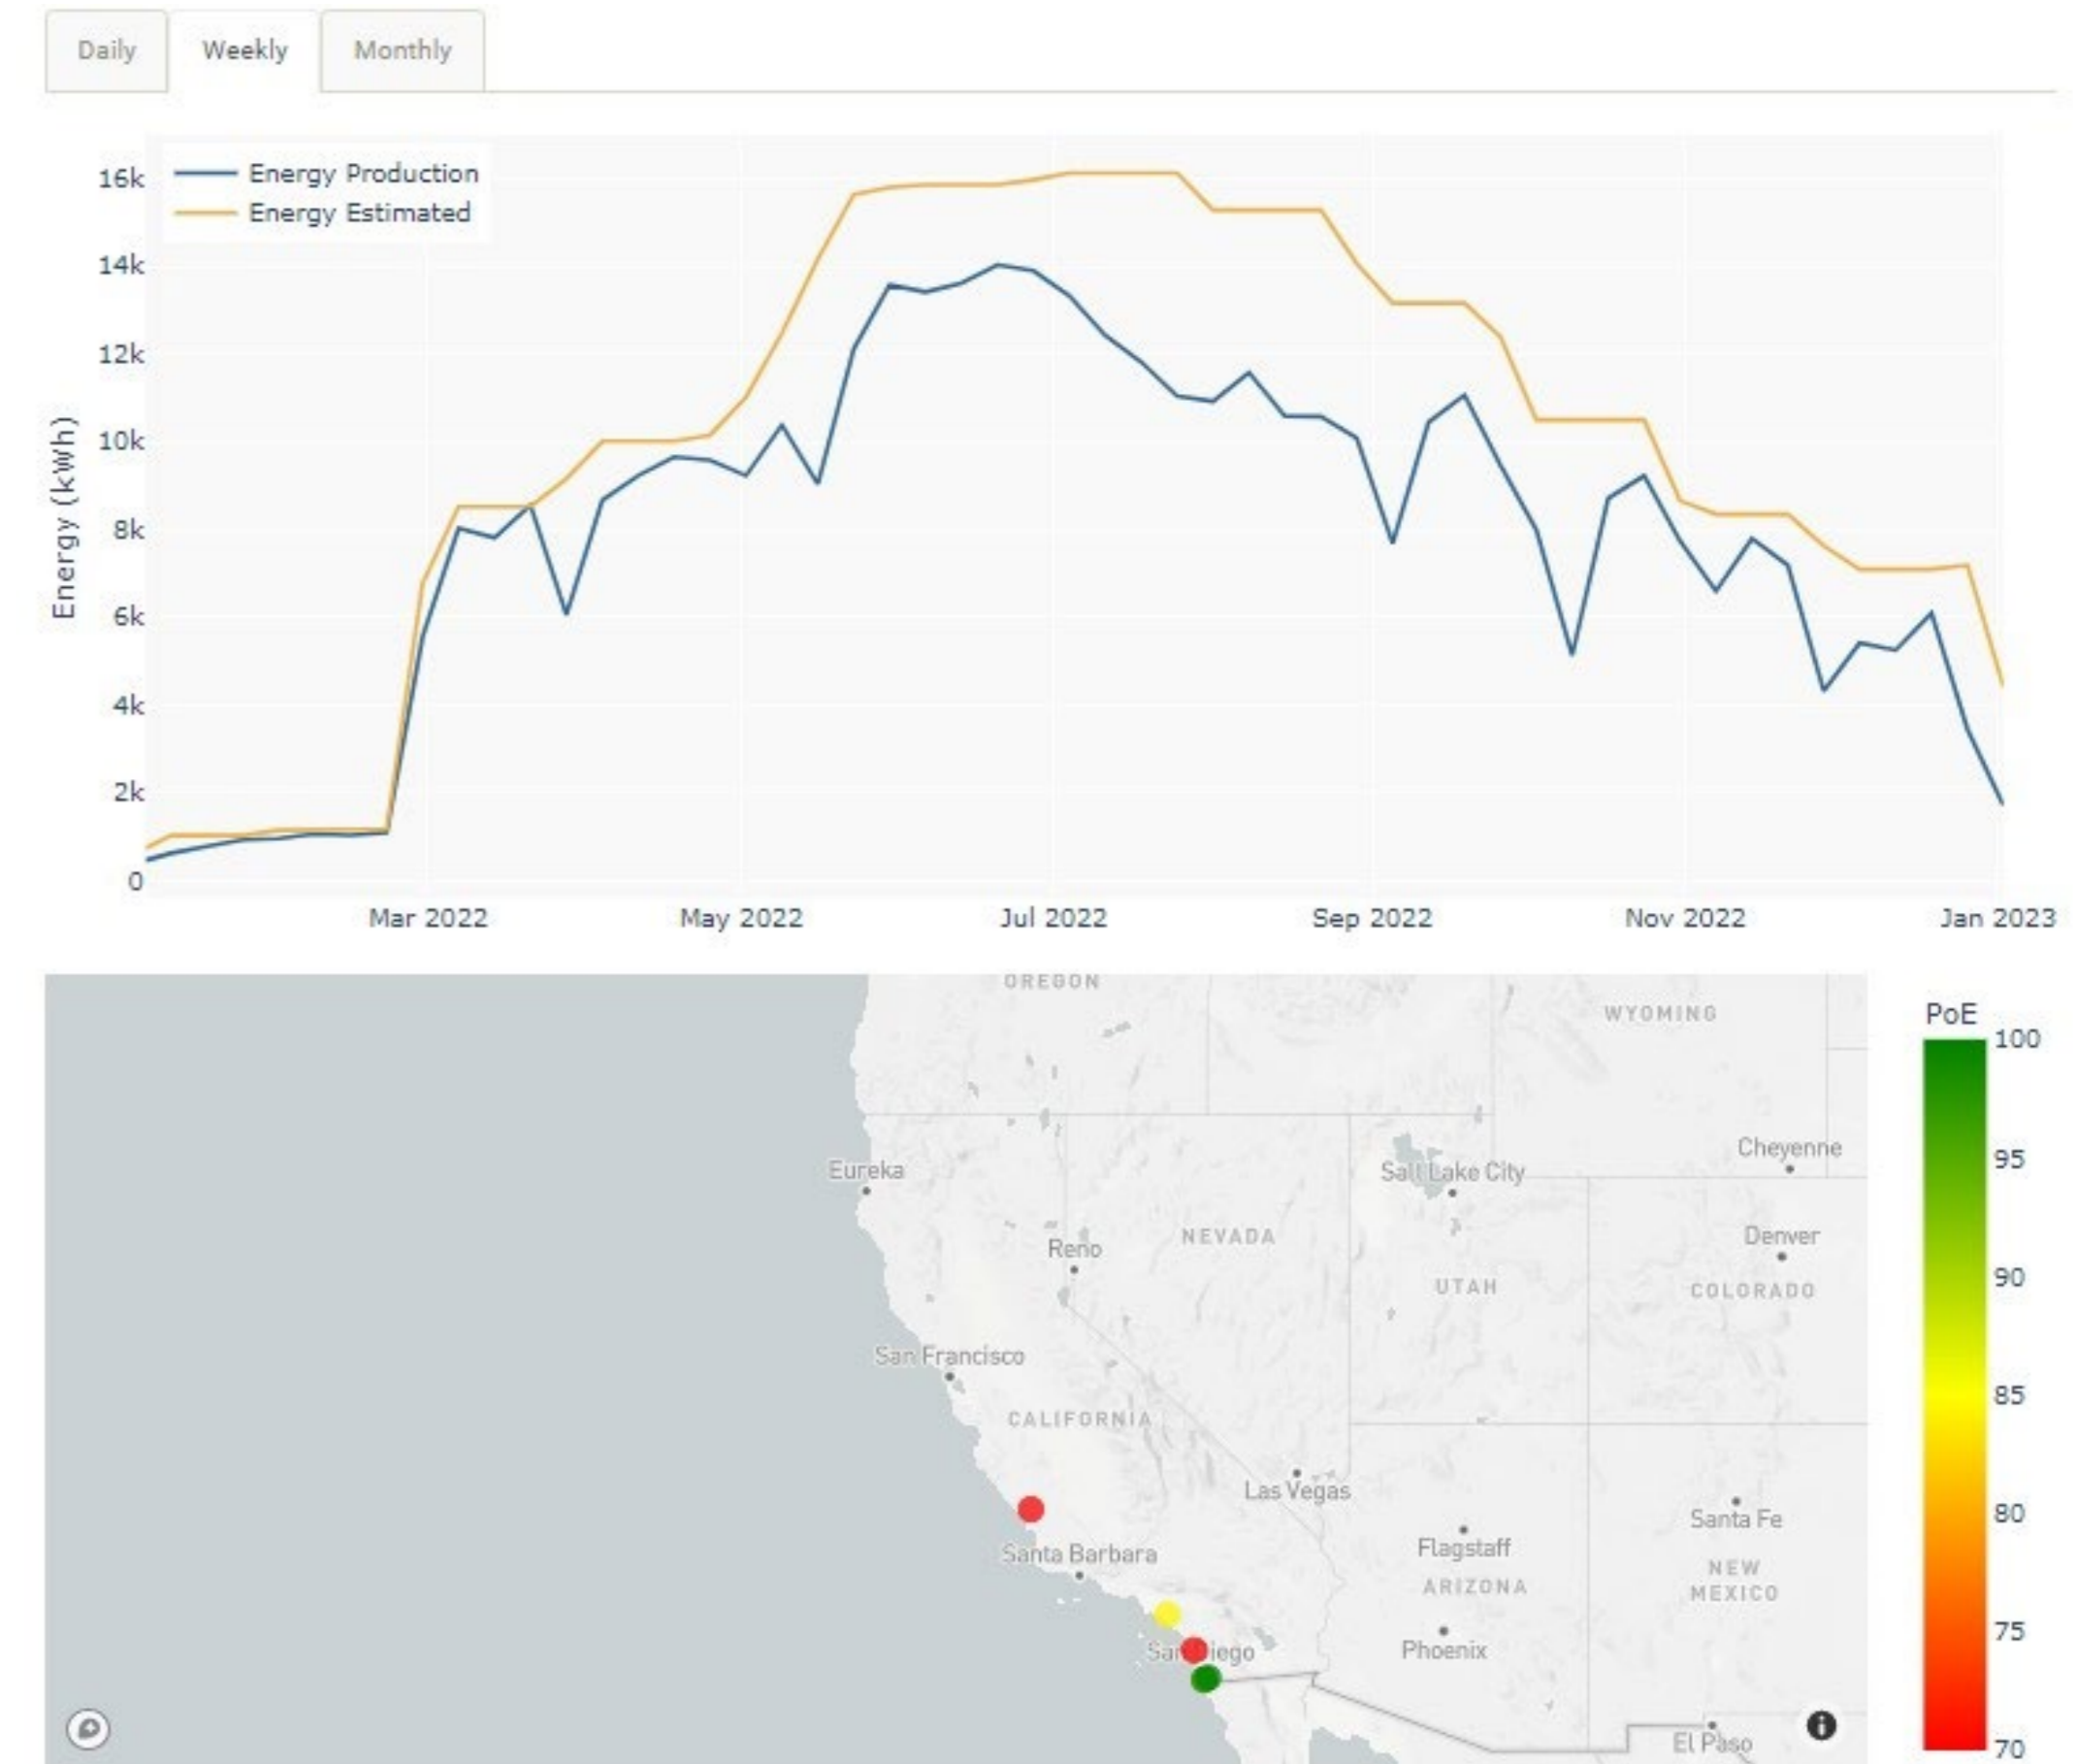 Daily Weekly Monthly
Energy Production
Energy Estimated
Energy (kWh)
16k
14k
12k
10k
8k
6k
4k
2k
0
Mar 2022 May 2022 Jul 2022 Sep 2022 Nov 2022 Jan 2023
OREGON
WYOMING
Cheyenne
Eureka
Salt Lake City
Denver
Reno
NEVADA
UTAH
COLORADO
San Francisco
CALIFORNIA
Las Vegas
Santa Fe
Flagstaff
Santa Barbara
ARIZONA
NEW
MEXICO
San Diego
Phoenix
El Paso
PoE
100
95
90
85
80
75
70